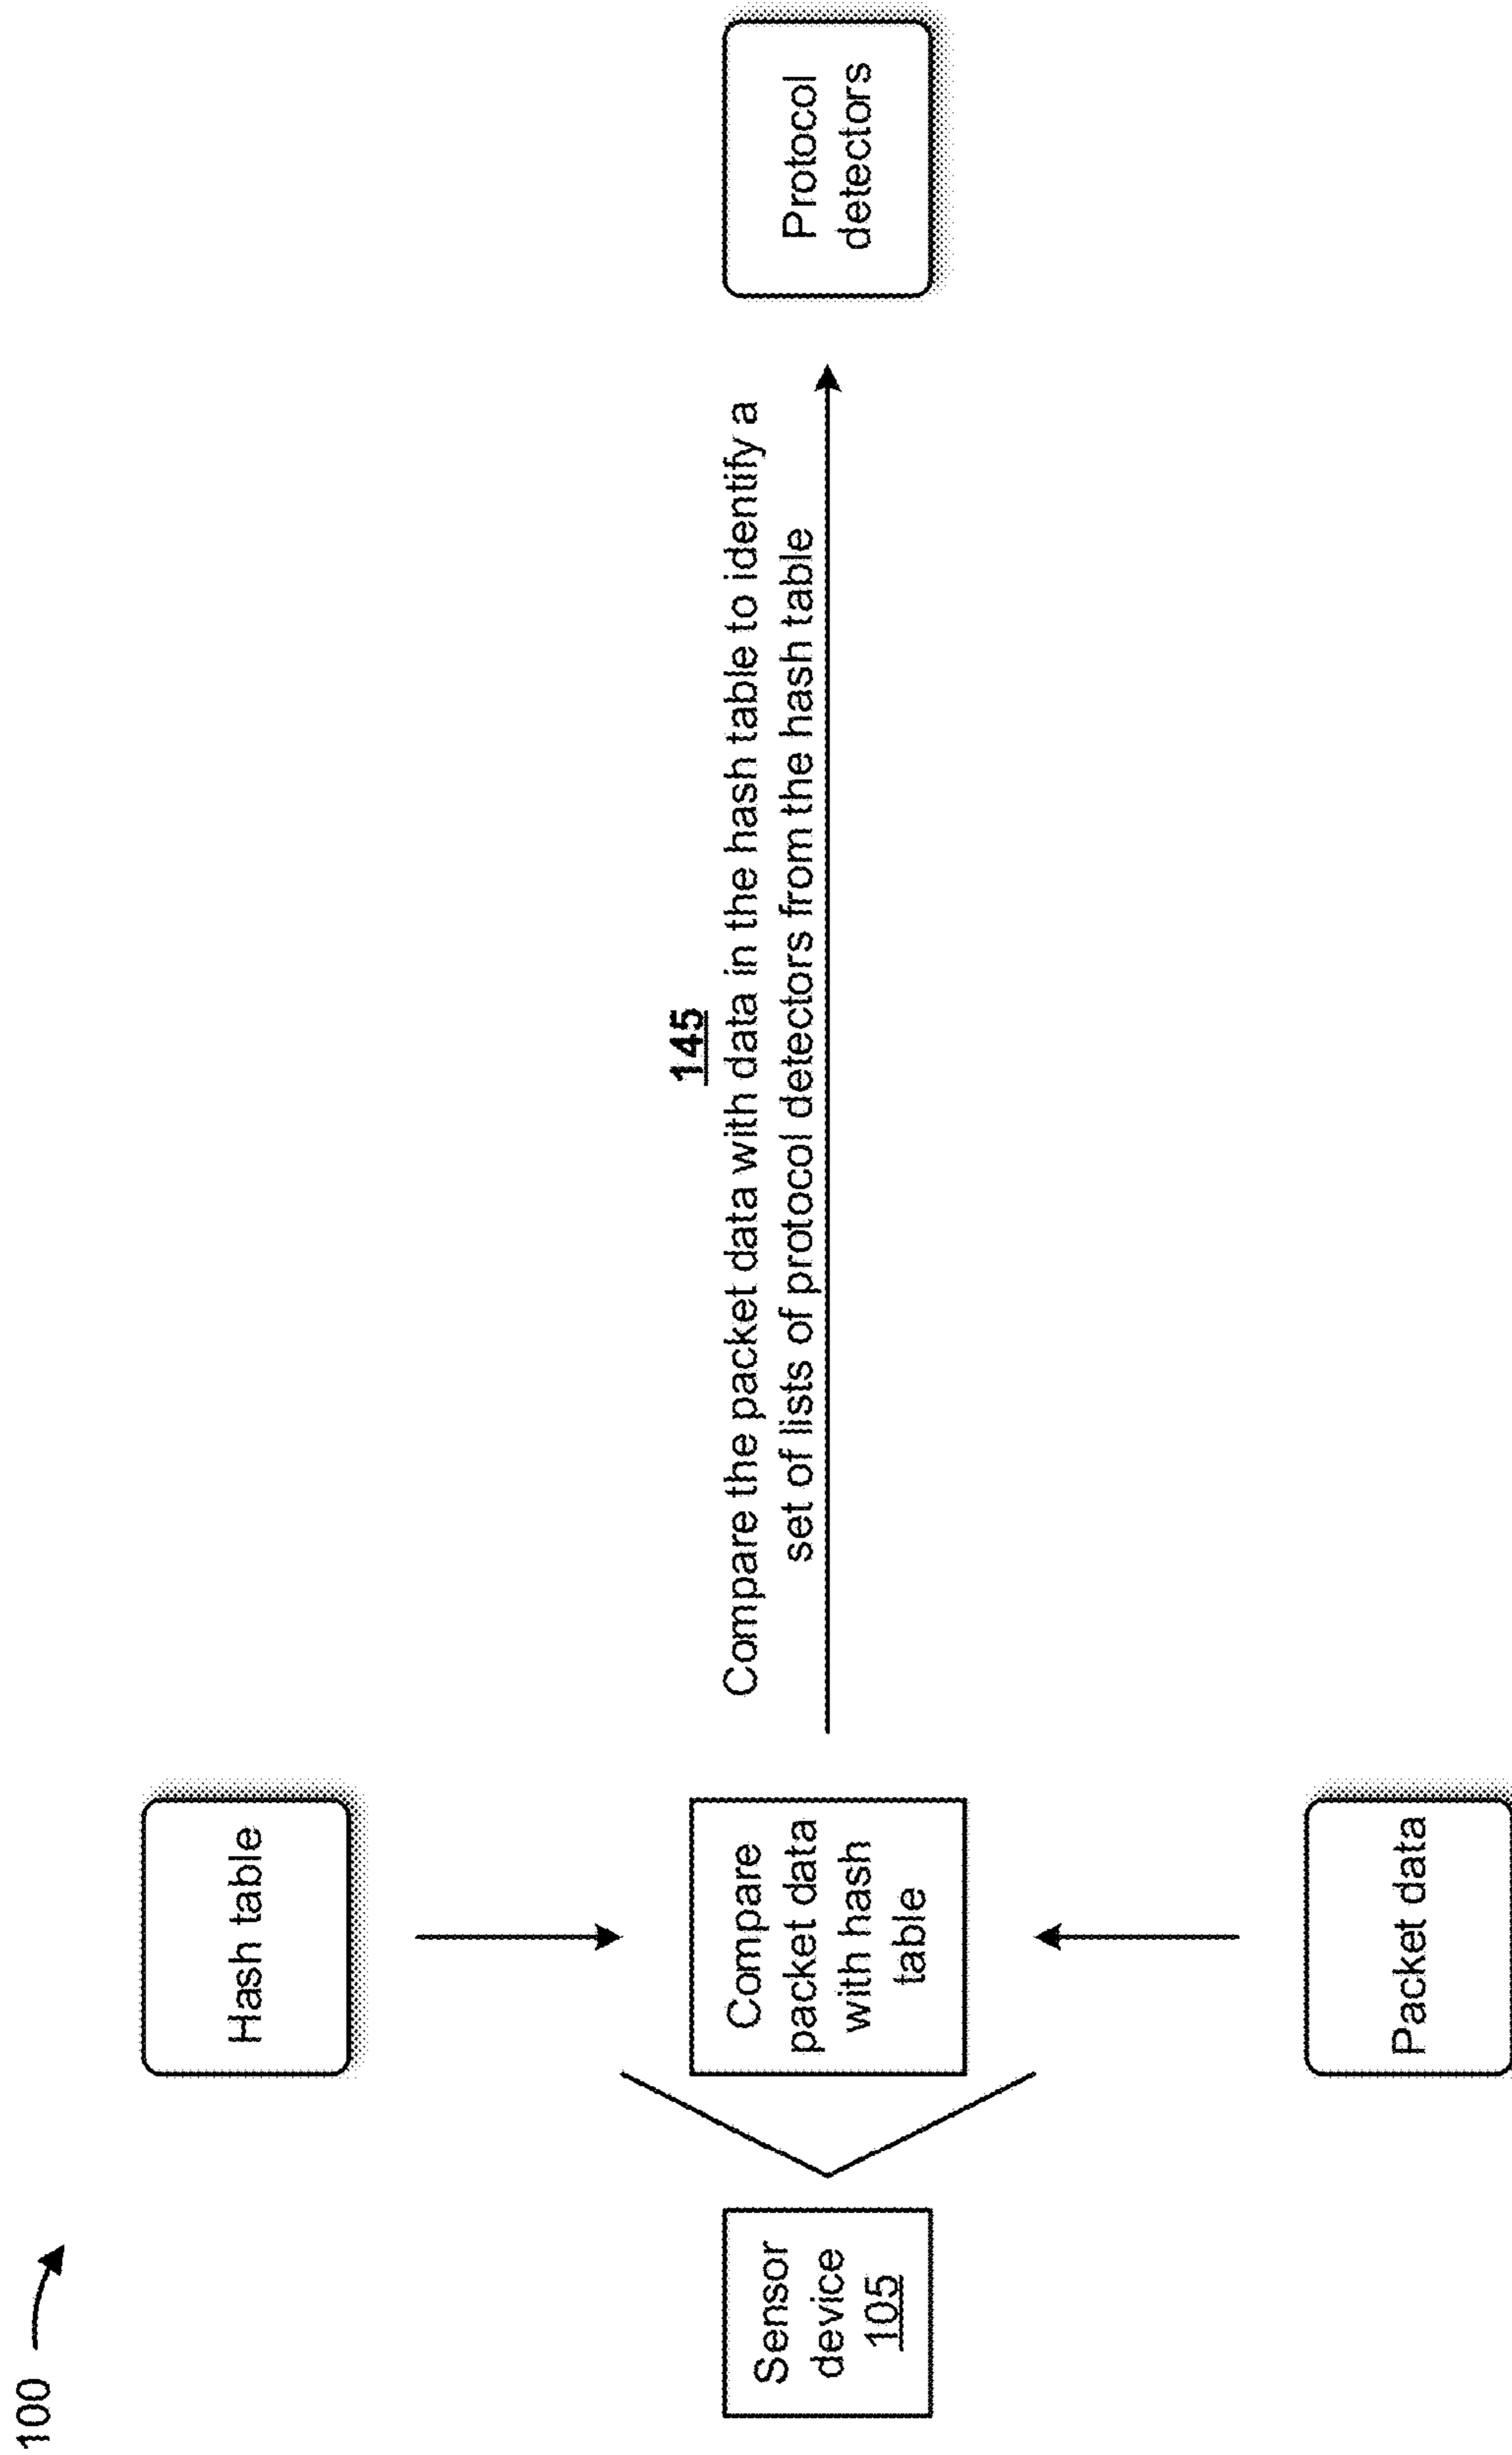 100
Hash table
Sensor
device
105
Compare
packet data
with hash
table
Packet data
145
Compare the packet data with data in the hash table to identify a
set of lists of protocol detectors from the hash table
Protocol
detectors